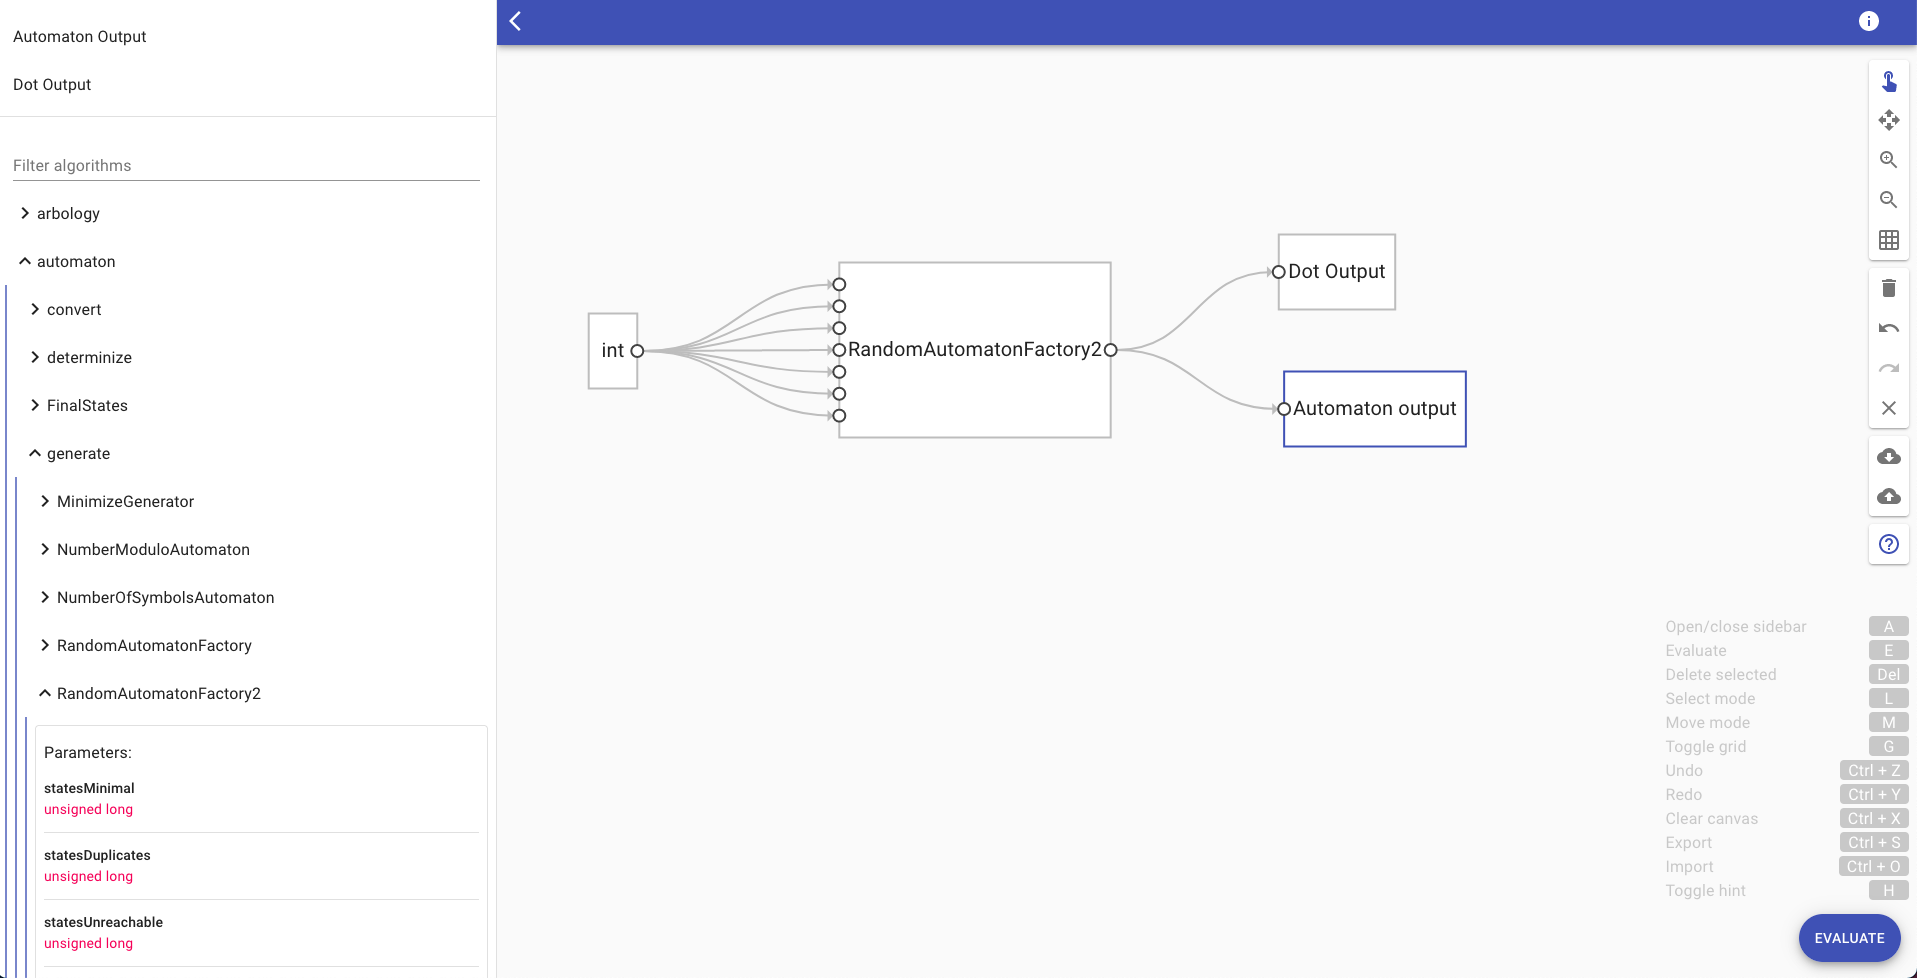 Automaton Output
Dot Output
Filter algorithms
arbology
automaton
convert
determinize
FinalStates
generate
MinimizeGenerator
NumberModuloAutomaton
NumberOfSymbolsAutomaton
RandomAutomatonFactory
RandomAutomatonFactory2
Parameters:
statesMinimal
unsigned long
statesDuplicates
unsigned long
statesUnreachable
unsigned long
int
RandomAutomatonFactory2
Dot Output
Automaton output
Open/close sidebar A
Evaluate E
Delete selected Del
Select mode L
Move mode M
Toggle grid G
Undo Ctrl + Z
Redo Ctrl + Y
Clear canvas Ctrl + X
Export Ctrl + S
Import Ctrl + O
Toggle hint H
EVALUATE